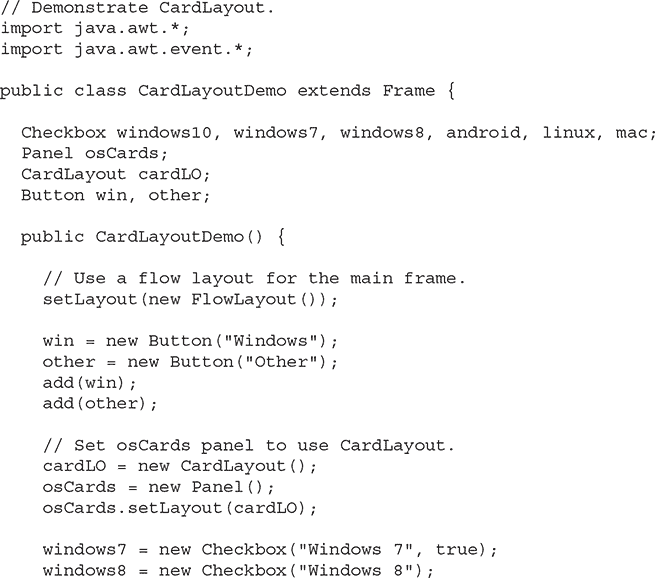 // Demonstrate CardLayout.
import java.awt.*;
import java.awt.event.*;

public class CardLayoutDemo extends Frame {

  Checkbox windows10, windows7, windows8, android, linux, mac;
  Panel osCards;
  CardLayout cardLO;
  Button win, other;

  public CardLayoutDemo() {

    // Use a flow layout for the main frame.
    setLayout(new FlowLayout());

    win = new Button("Windows");
    other = new Button("Other");
    add(win);
    add(other);

    // Set osCards panel to use CardLayout.
    cardLO = new CardLayout();
    osCards = new Panel();
    osCards.setLayout(cardLO);

    windows7 = new Checkbox("Windows 7", true);
    windows8 = new Checkbox("Windows 8");